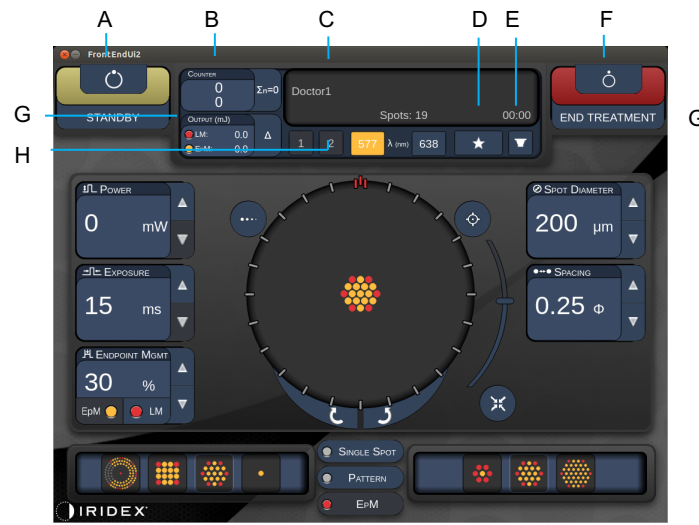 A
B
C
D
E
F
FrontEndUi2
STANDBY
COUNTER
0
0
Σn=0
OUTPUT (mJ)
LM: 0.0
EPM: 0.0
Δ
Doctor1
Spots: 19
00:00
1 2 577 λ (nm) 638
END TREATMENT
G
G
H
POWER
0 mW
EXPOSURE
15 ms
ENDPOINT MGMT
30 %
EpM LM
SPOT DIAMETER
200 μm
SPACING
0.25 Φ
SINGLE SPOT
PATTERN
EPM
IRIDEX